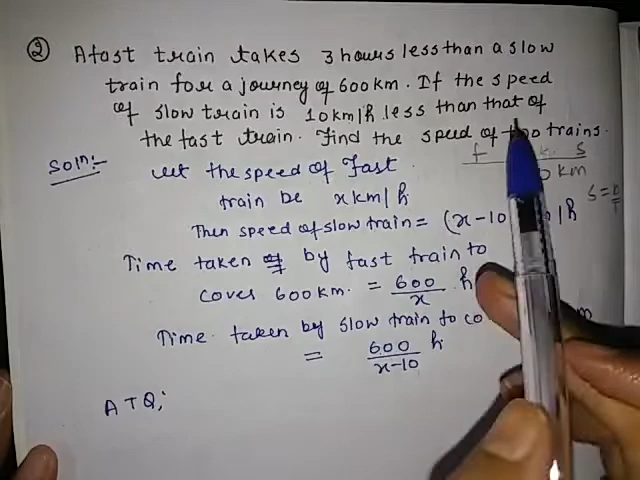 ② A fast train takes 3 hours less than a slow
train for a journey of 600 km. If the speed
of slow train is 10 km/h less than that of
the fast train. Find the speed of two trains.
f s
km
Soln:- Let the speed of Fast
train be x km/h
Then speed of slow train = (x-10 /h
Time taken by fast train to
cover 600 km. = 600/x h
Time taken by slow train to co m
= 600/x-10 h
A T Q;